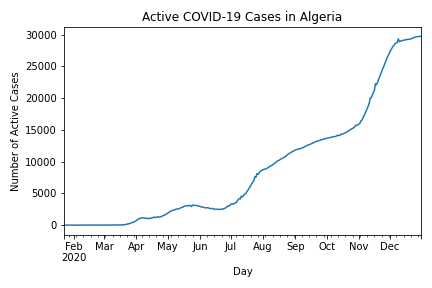 Active COVID-19 Cases in Algeria
Number of Active Cases
30000
25000
20000
15000
10000
5000
0
Feb Mar Apr May Jun Jul Aug Sep Oct Nov Dec
2020
Day